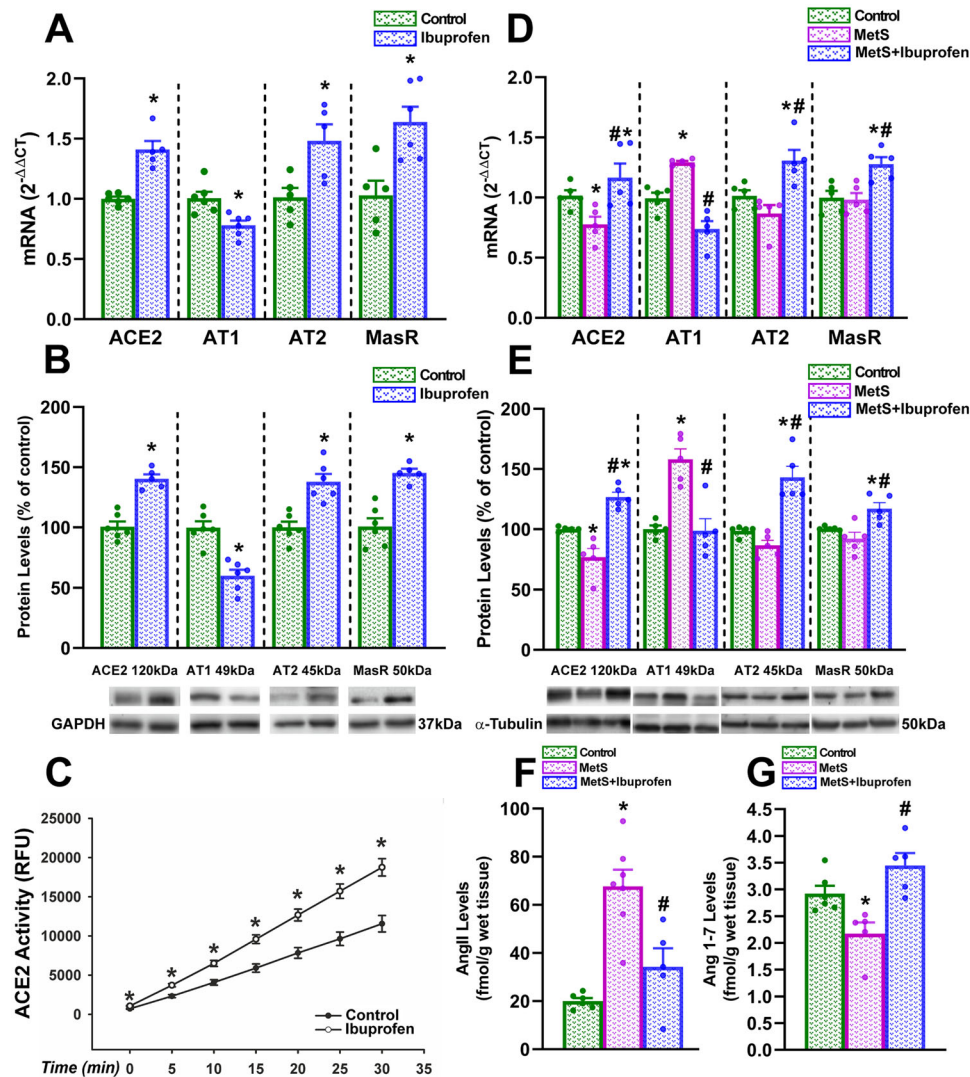 A
Control
Ibuprofen
mRNA (2^-ΔΔCT)
2.0
1.5
1.0
0.5
0.0
* * * *
ACE2 AT1 AT2 MasR
B
Control
Ibuprofen
Protein Levels (% of control)
200
150
100
50
0
* * * *
ACE2 120kDa AT1 49kDa AT2 45kDa MasR 50kDa
GAPDH 37kDa
C
ACE2 Activity (RFU)
25000
20000
15000
10000
5000
0
* * * * * * *
Control
Ibuprofen
Time (min) 0 5 10 15 20 25 30 35
D
Control
MetS
MetS+Ibuprofen
mRNA (2^-ΔΔCT)
2.0
1.5
1.0
0.5
0.0
* #* * # *# *#
ACE2 AT1 AT2 MasR
E
Control
MetS
MetS+Ibuprofen
Protein Levels (% of control)
200
150
100
50
0
* #* * # *# *#
ACE2 120kDa AT1 49kDa AT2 45kDa MasR 50kDa
α-Tubulin 50kDa
F
Control
MetS
MetS+Ibuprofen
AngII Levels
(fmol/g wet tissue)
100
80
60
40
20
0
* #
G
Control
MetS
MetS+Ibuprofen
Ang 1-7 Levels
(fmol/g wet tissue)
4.5
4.0
3.5
3.0
2.5
2.0
1.5
1.0
0.5
0.0
* #